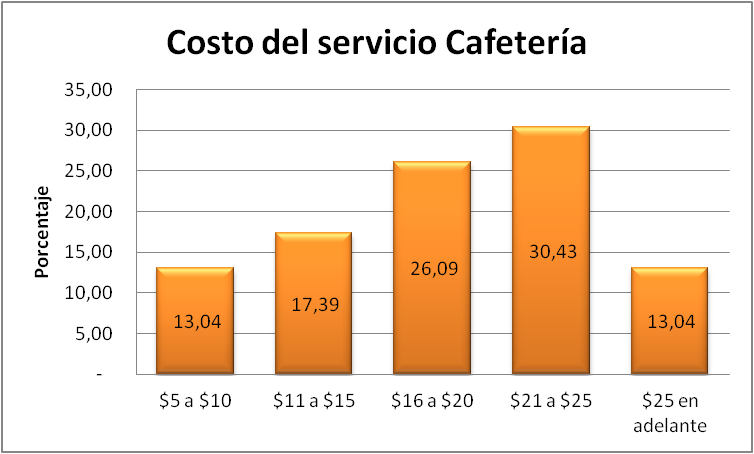 Costo del servicio Cafetería
Porcentaje
35,00
30,00
25,00
20,00
15,00
10,00
5,00
-
13,04
17,39
26,09
30,43
13,04
$5 a $10
$11 a $15
$16 a $20
$21 a $25
$25 en
adelante